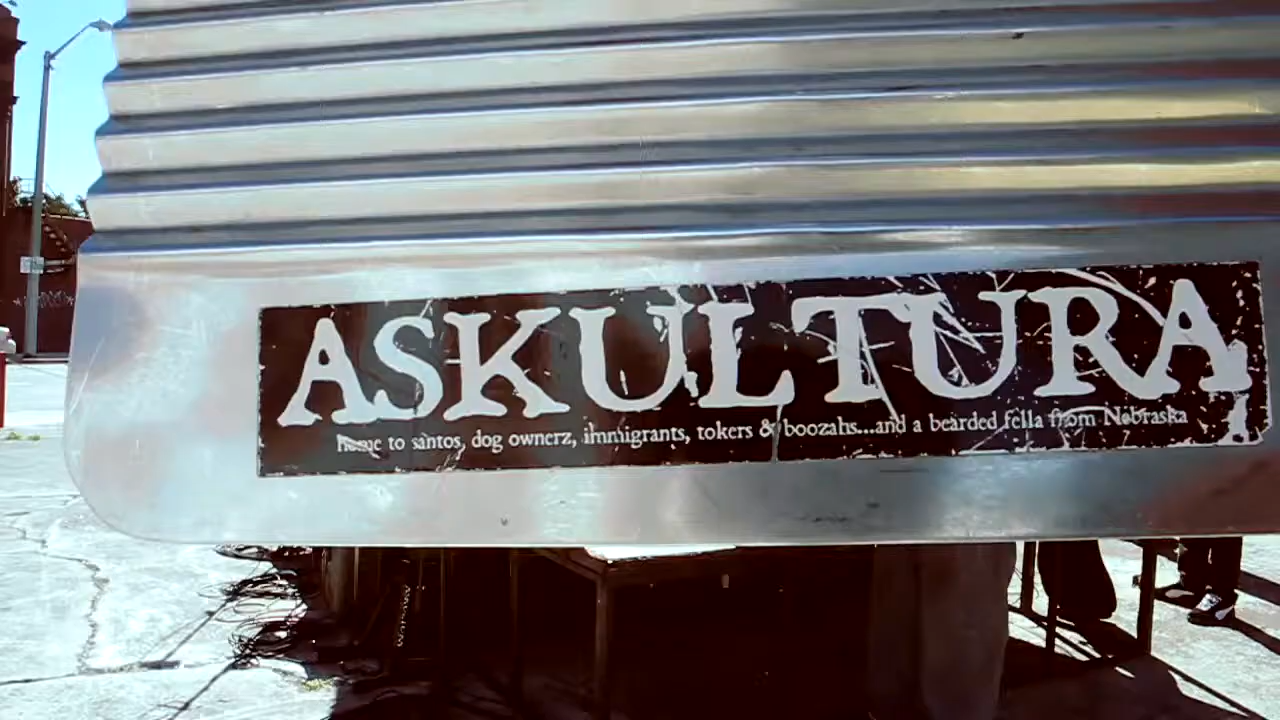 ASKULTURA
home to santos, dog ownerz, immigrants, tokers & boozahs...and a bearded fella from Nebraska